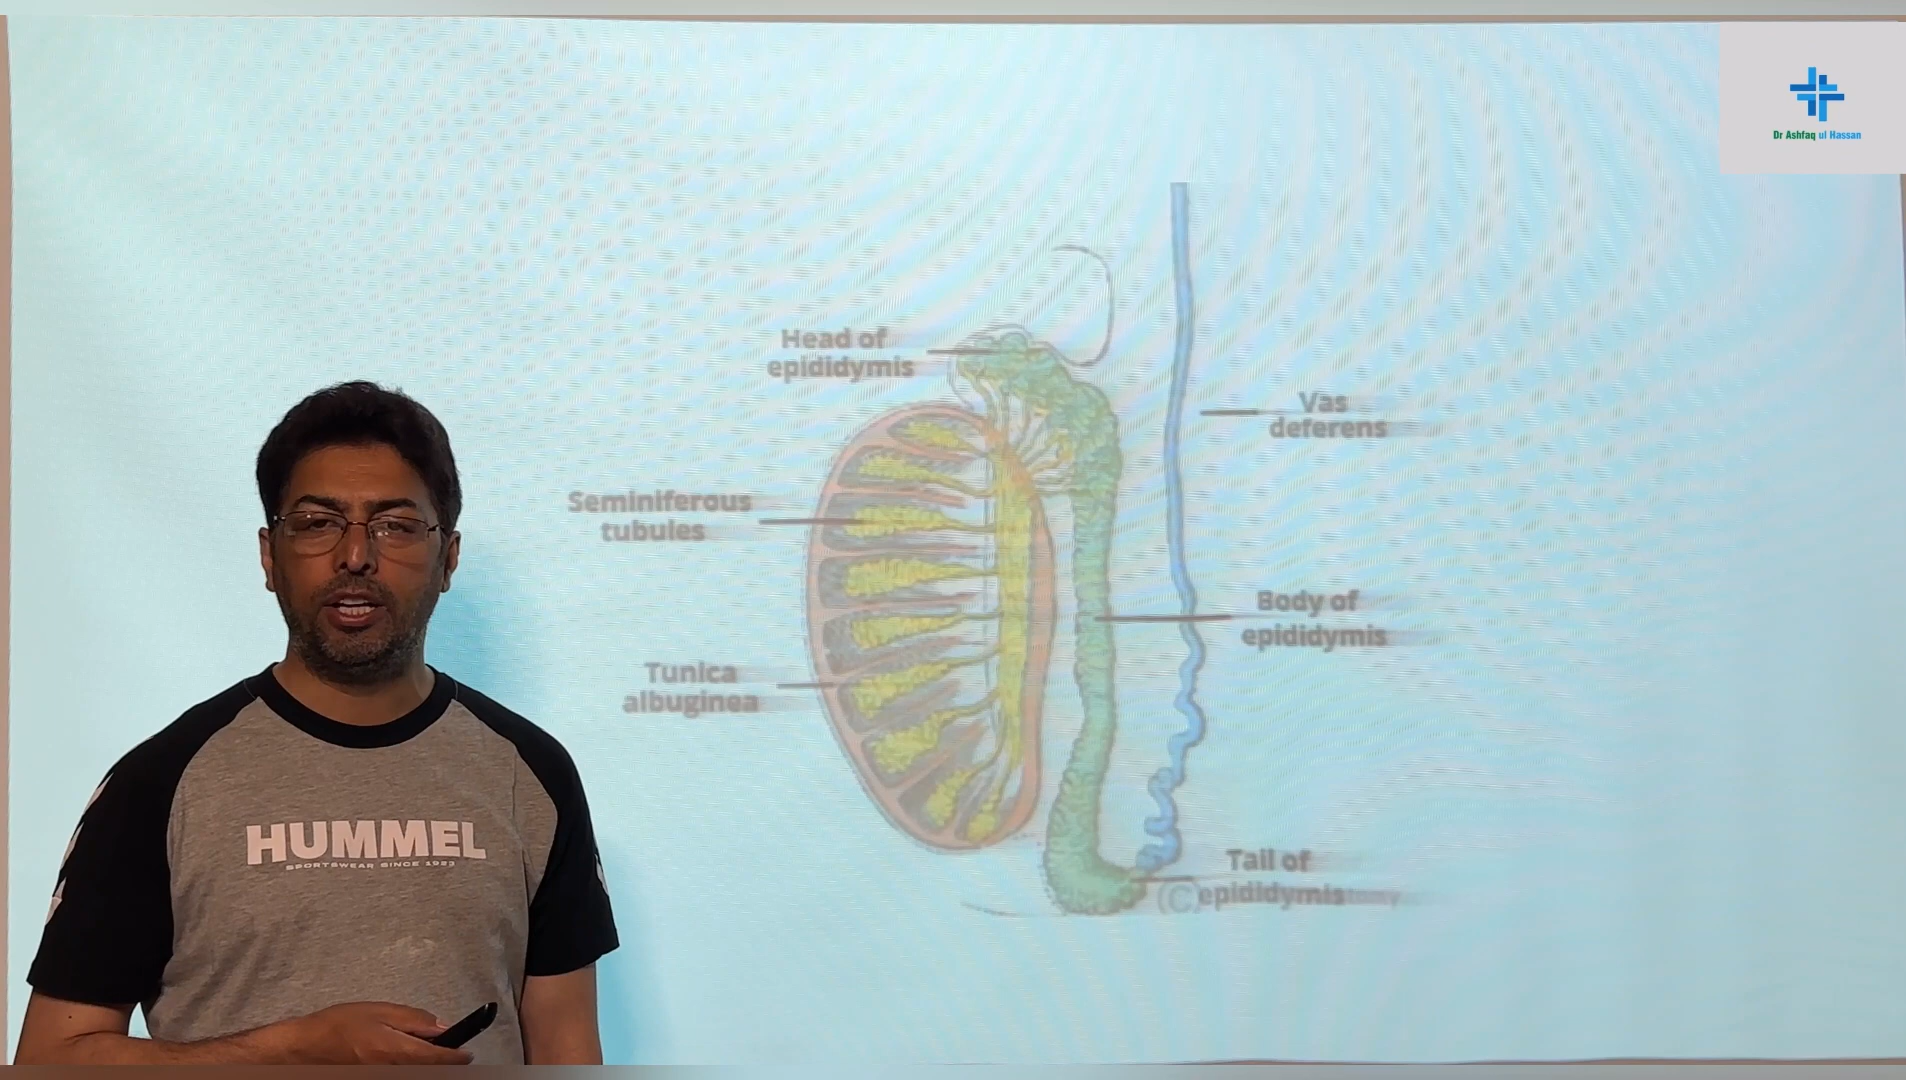 Dr Ashfaq ul Hassan
Head of
epididymis
Vas
deferens
Seminiferous
tubules
Body of
epididymis
Tunica
albuginea
Tail of
(C)epididymis
HUMMEL
SPORTSWEAR SINCE 1923